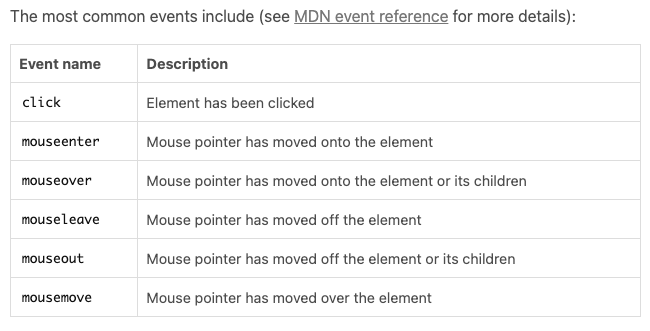 The most common events include (see MDN event reference for more details):
Event name Description
click Element has been clicked
mouseenter Mouse pointer has moved onto the element
mouseover Mouse pointer has moved onto the element or its children
mouseleave Mouse pointer has moved off the element
mouseout Mouse pointer has moved off the element or its children
mousemove Mouse pointer has moved over the element